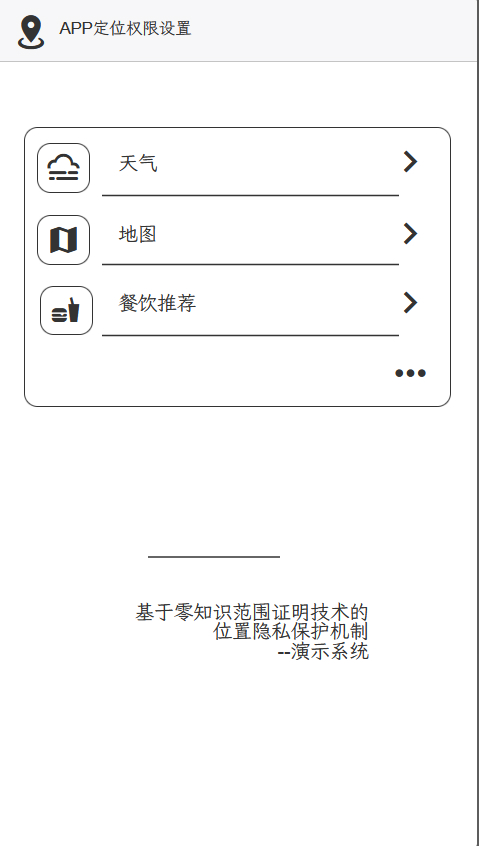 APP定位权限设置
天气
地图
餐饮推荐
基于零知识范围证明技术的
位置隐私保护机制
--演示系统